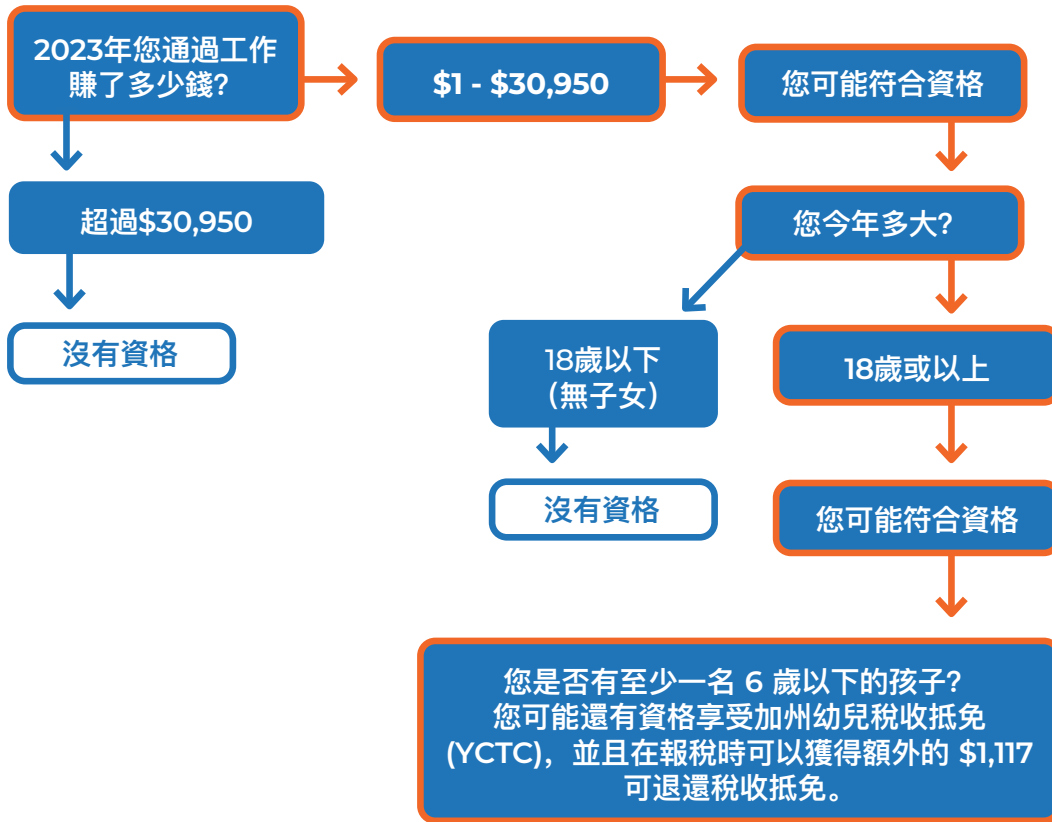 2023年您通過工作
賺了多少錢？
$1 - $30,950
您可能符合資格
超過$30,950
您今年多大？
沒有資格
18歲以下
（無子女）
18歲或以上
沒有資格
您可能符合資格
您是否有至少一名 6 歲以下的孩子？
您可能還有資格享受加州幼兒稅收抵免
(YCTC)，並且在報稅時可以獲得額外的 $1,117
可退還稅收抵免。